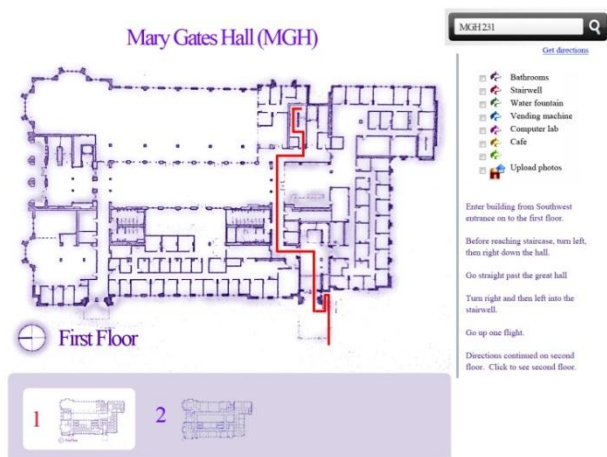 Mary Gates Hall (MGH)
MGH 231
Get directions
Bathrooms
Stairwell
Water fountain
Vending machine
Computer lab
Cafe
Upload photos
Enter building from Southwest
entrance on to the first floor.
Before reaching staircase, turn left,
then right down the hall.
Go straight past the great hall
Turn right and then left into the
stairwell.
Go up one flight.
Directions continued on second
floor. Click to see second floor.
First Floor
1
2